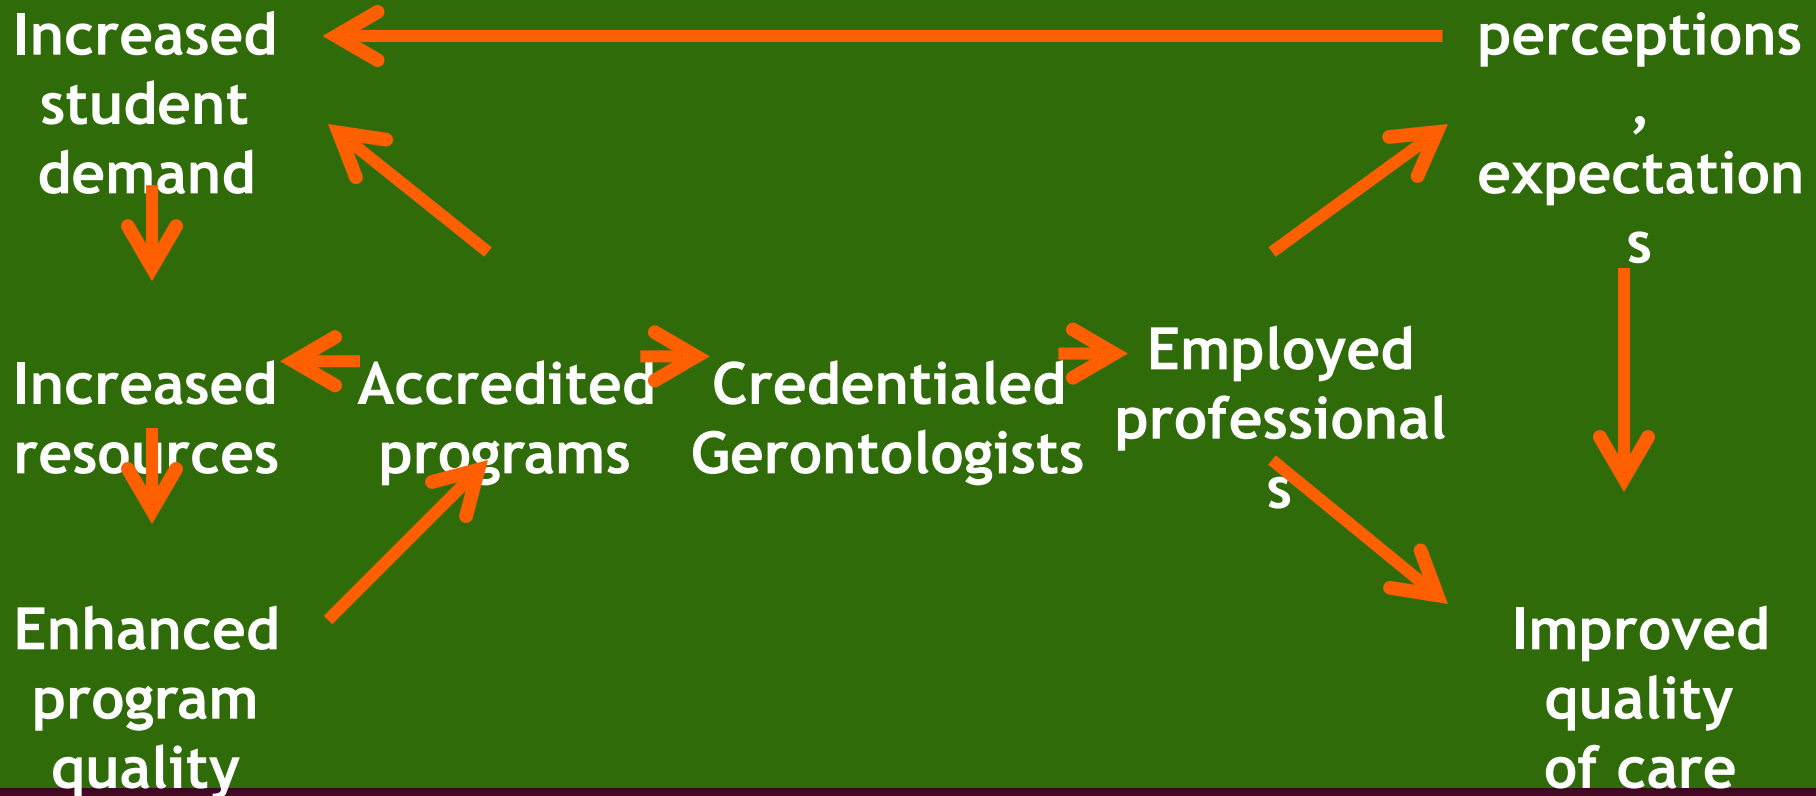 Increased
student
demand
perceptions
,
expectation
s
Increased
resources
Accredited
programs
Credentialed
Gerontologists
Employed
professional
s
Enhanced
program
quality
Improved
quality
of care